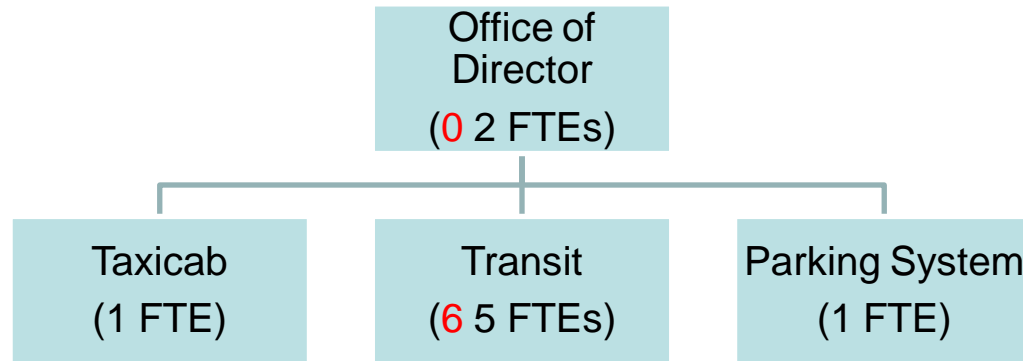 Office of
Director
(0 2 FTEs)
Taxicab
(1 FTE)
Transit
(6 5 FTEs)
Parking System
(1 FTE)